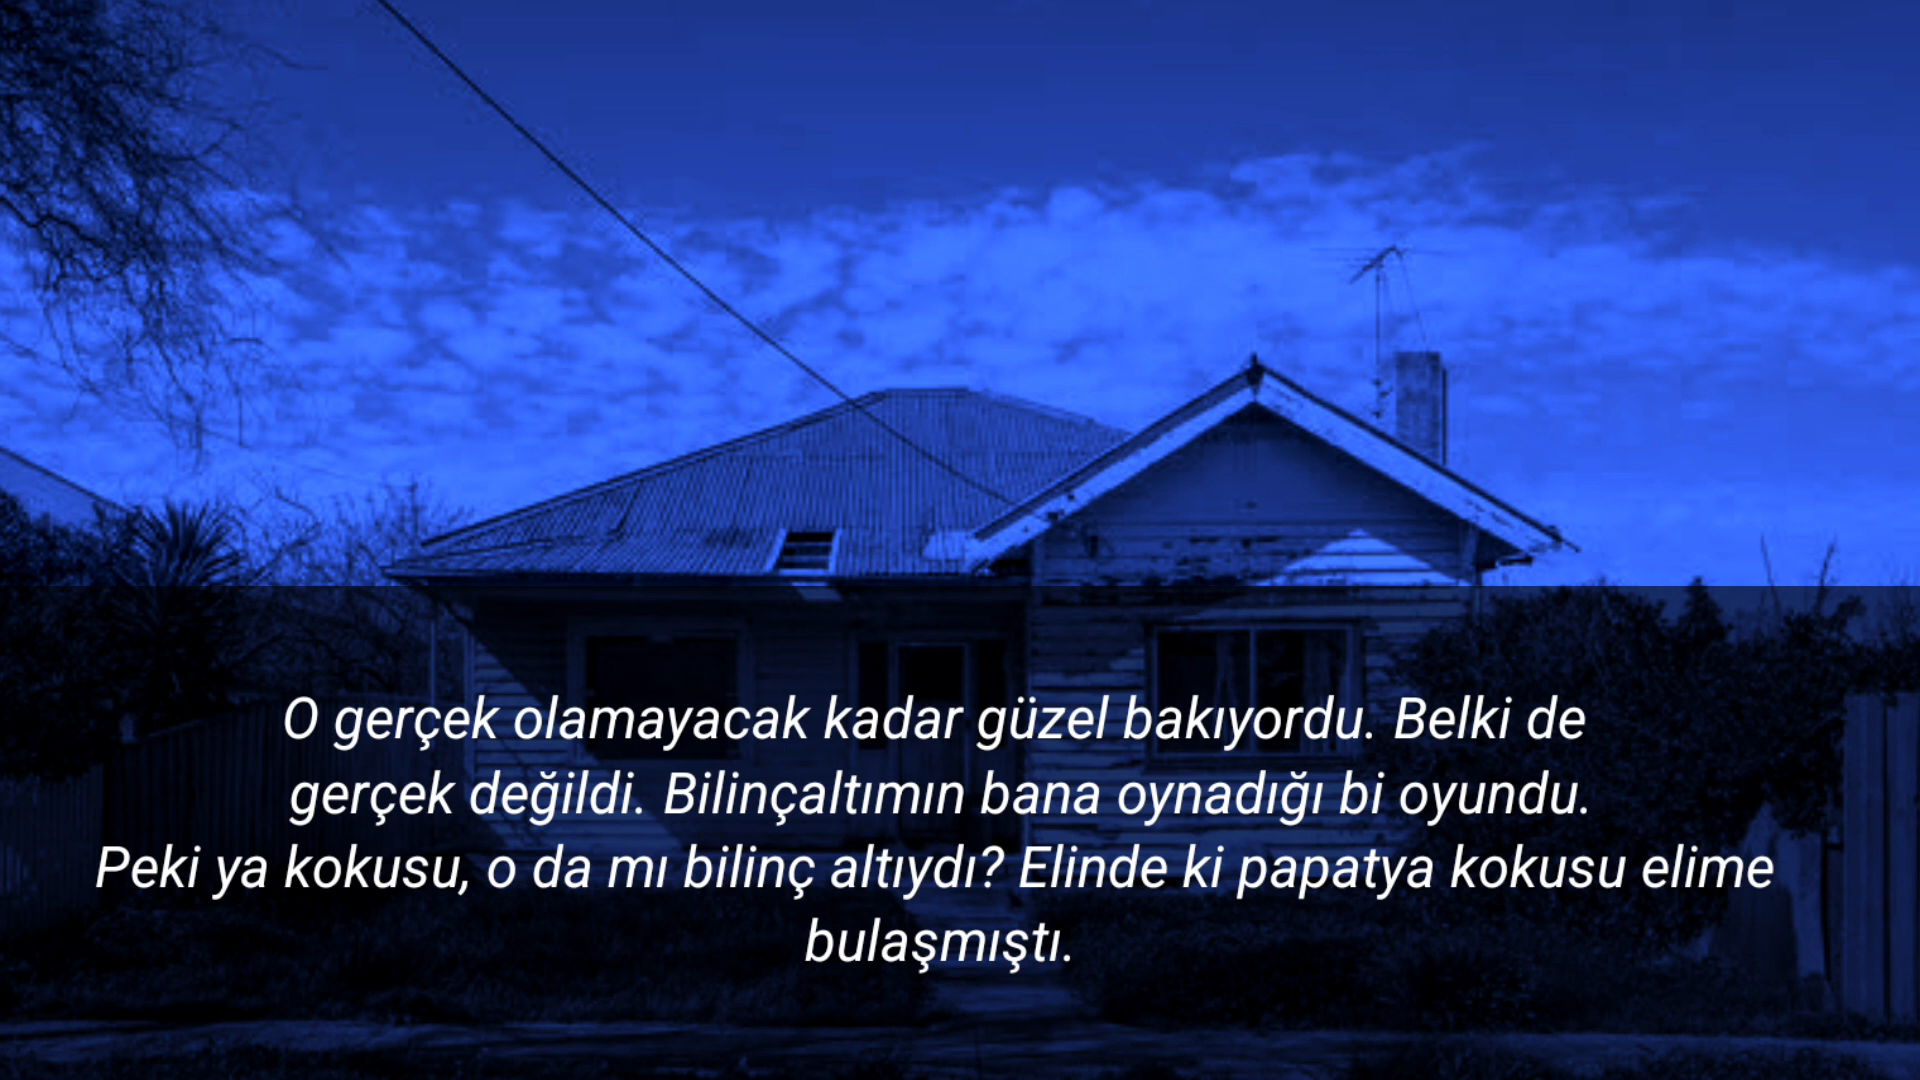 O gerçek olamayacak kadar güzel bakıyordu. Belki de
gerçek değildi. Bilinçaltımın bana oynadığı bi oyundu.
Peki ya kokusu, o da mı bilinç altıydı? Elinde ki papatya kokusu elime
bulaşmıştı.